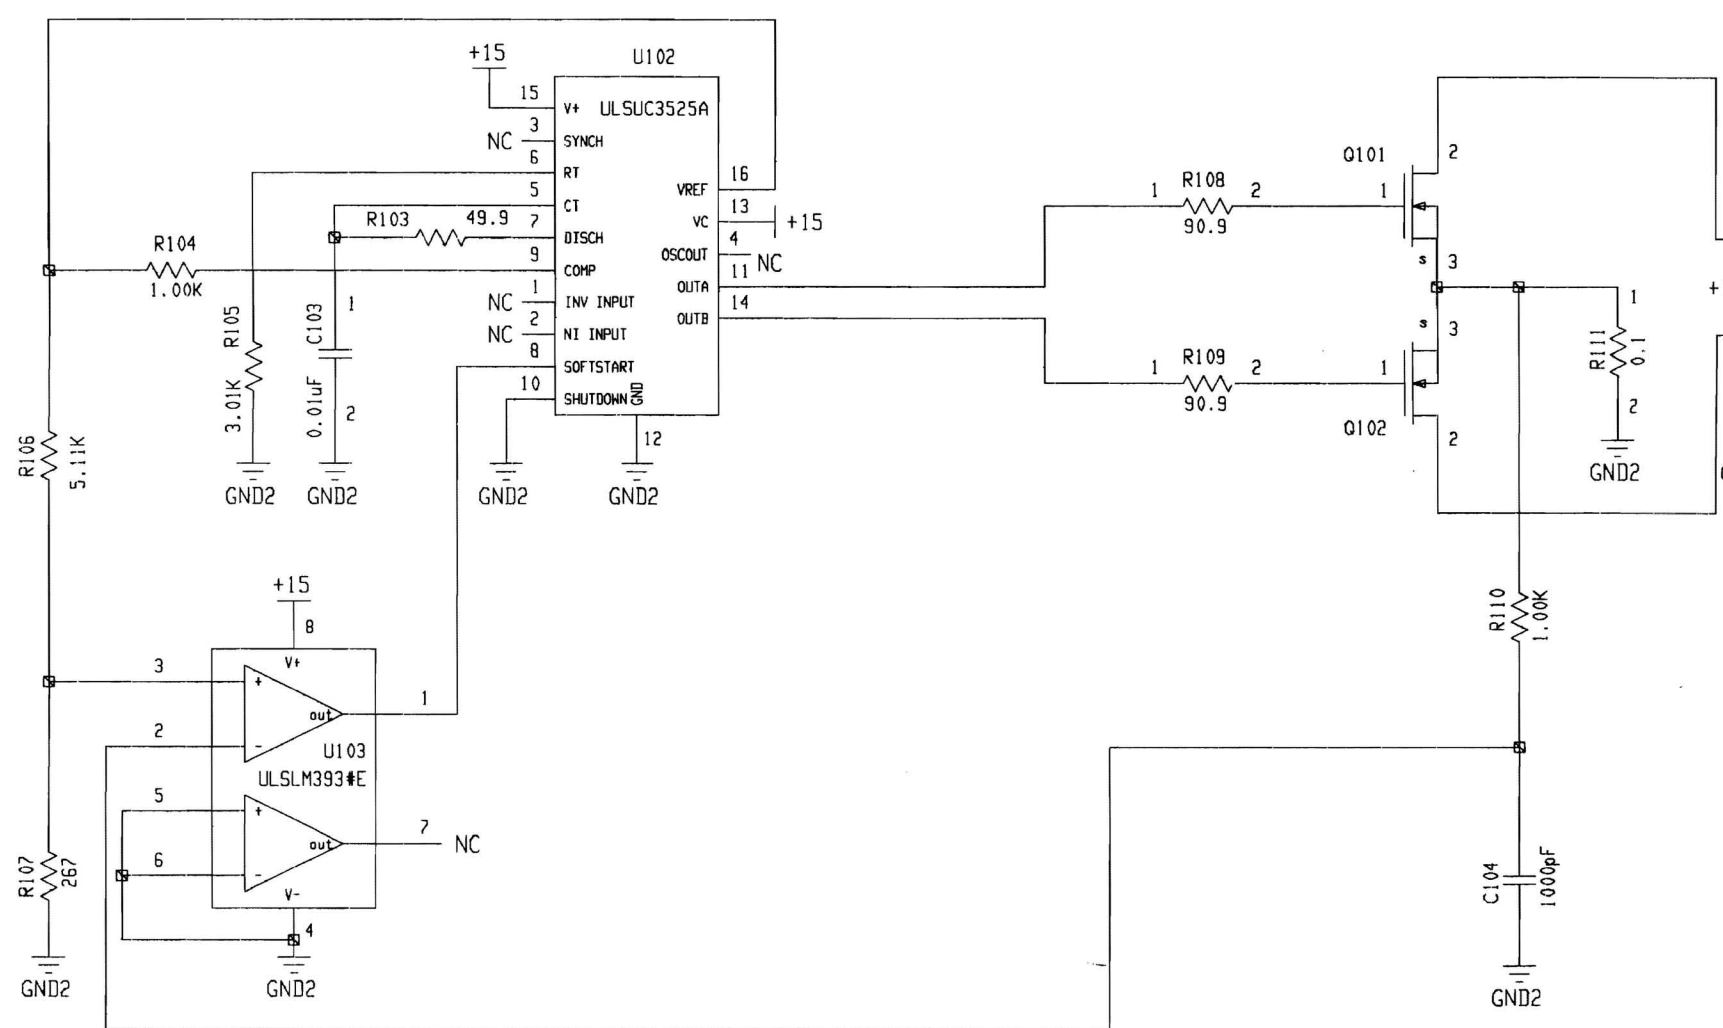 +15
U102
15
V+
ULSUC3525A
3
NC
SYNCH
6
RT
5
CT
R103
49.9
7
DISCH
R104
1.00K
9
COMP
1
NC
INV INPUT
2
NC
NI INPUT
8
SOFTSTART
10
SHUTDOWN
GND
12
16
VREF
13
VC
+15
4
OSCOUT
NC
11
OUTA
14
OUTB
R105
3.01K
C103
0.01uF
1
2
GND2
GND2
GND2
GND2
R106
5.11K
1
R108
2
90.9
1
R109
2
90.9
Q101
1
2
s
3
s
3
1
Q102
2
+
1
R111
0.1
2
GND2
R110
1.00K
+15
8
V+
3
+
out
1
2
-
U103
ULSLM393#E
5
+
out
7
NC
6
-
V-
4
GND2
R107
267
GND2
C104
1000pF
GND2